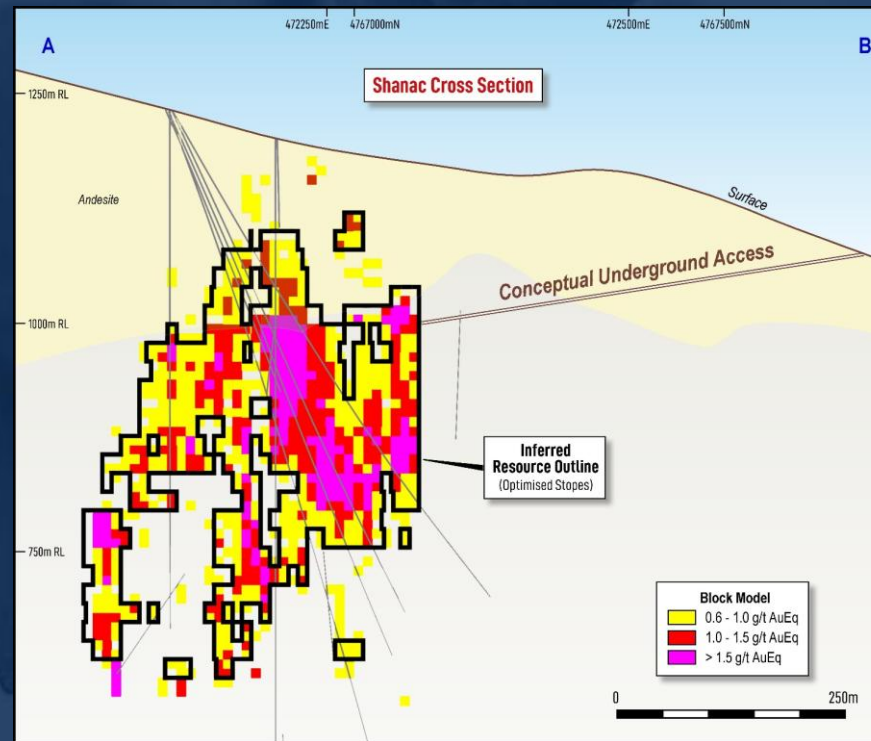 472250mE 4767000mN 472500mE 4767500mN
A
B
Shanac Cross Section
1250m RL
Andesite
Surface
Conceptual Underground Access
1000m RL
Inferred
Resource Outline
(Optimised Stopes)
750m RL
Block Model
0.6 - 1.0 g/t AuEq
1.0 - 1.5 g/t AuEq
> 1.5 g/t AuEq
0 250m